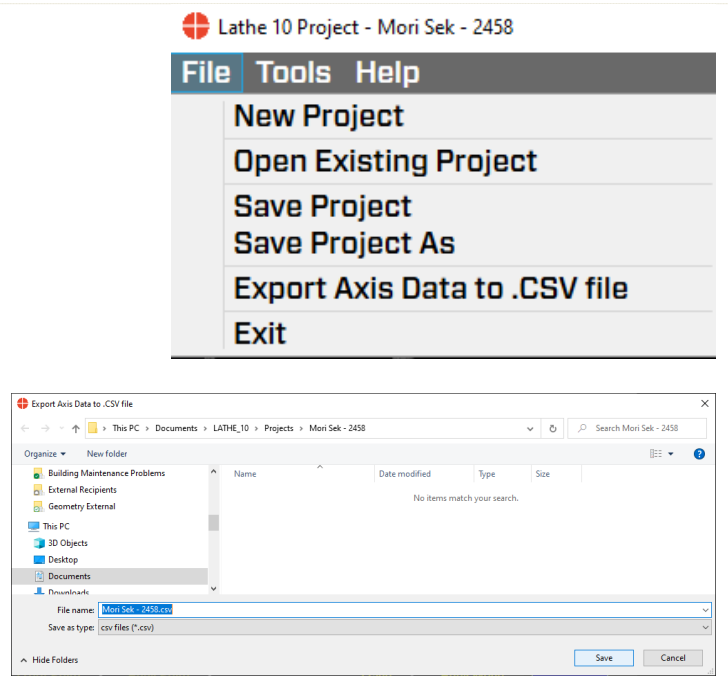 Lathe 10 Project - Mori Sek - 2458
File Tools Help
New Project
Open Existing Project
Save Project
Save Project As
Export Axis Data to .CSV file
Exit
Export Axis Data to .CSV file
This PC > Documents > LATHE_10 > Projects > Mori Sek - 2458
Search Mori Sek - 2458
Organize New folder
Name Date modified Type Size
No items match your search.
Building Maintenance Problems
External Recipients
Geometry External
This PC
3D Objects
Desktop
Documents
Downloads
File name: Mori Sek - 2458.csv
Save as type: csv files (*.csv)
Hide Folders Save Cancel